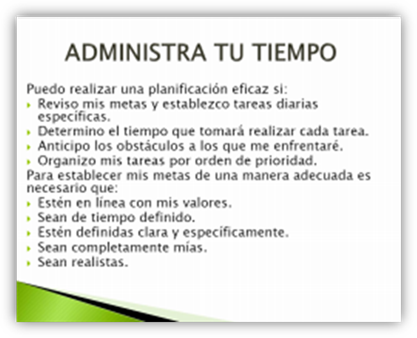 ADMINISTRA TU TIEMPO
Puedo realizar una planificación eficaz si:
Reviso mis metas y establezco tareas diarias
específicas.
Determino el tiempo que tomará realizar cada tarea.
Anticipo los obstáculos a los que me enfrentaré.
Organizo mis tareas por orden de prioridad.
Para establecer mis metas de una manera adecuada es
necesario que:
Estén en línea con mis valores.
Sean de tiempo definido.
Estén definidas clara y específicamente.
Sean completamente mías.
Sean realistas.